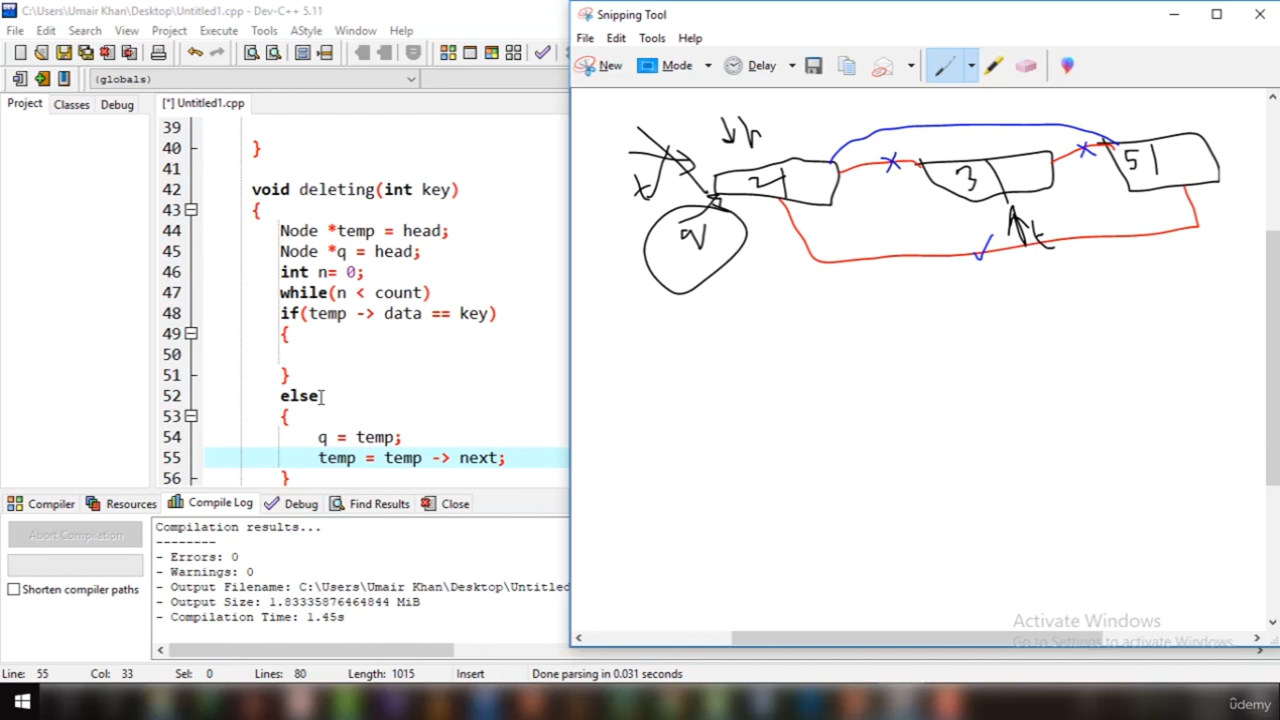 C:\Users\Umair Khan\Desktop\Untitled1.cpp - Dev-C++ 5.11
File Edit Search View Project Execute Tools AStyle Window Help
(globals)
Project Classes Debug
[*] Untitled1.cpp
39
40 }
41
42 void deleting(int key)
43 {
44 Node *temp = head;
45 Node *q = head;
46 int n= 0;
47 while(n < count)
48 if(temp -> data == key)
49 {
50
51 }
52 else
53 {
54 q = temp;
55 temp = temp -> next;
56 }
Compiler Resources Compile Log Debug Find Results Close
Abort Compilation
Shorten compiler paths
Compilation results...
--------
- Errors: 0
- Warnings: 0
- Output Filename: C:\Users\Umair Khan\Desktop\Untitled
- Output Size: 1.83335876464844 MiB
- Compilation Time: 1.45s
Line: 55 Col: 33 Sel: 0 Lines: 80 Length: 1015 Insert Done parsing in 0.031 seconds
Snipping Tool
File Edit Tools Help
New Mode Delay
2 3 5
t
q
t
Activate Windows
Go to Settings to activate Windows.
ûdemy